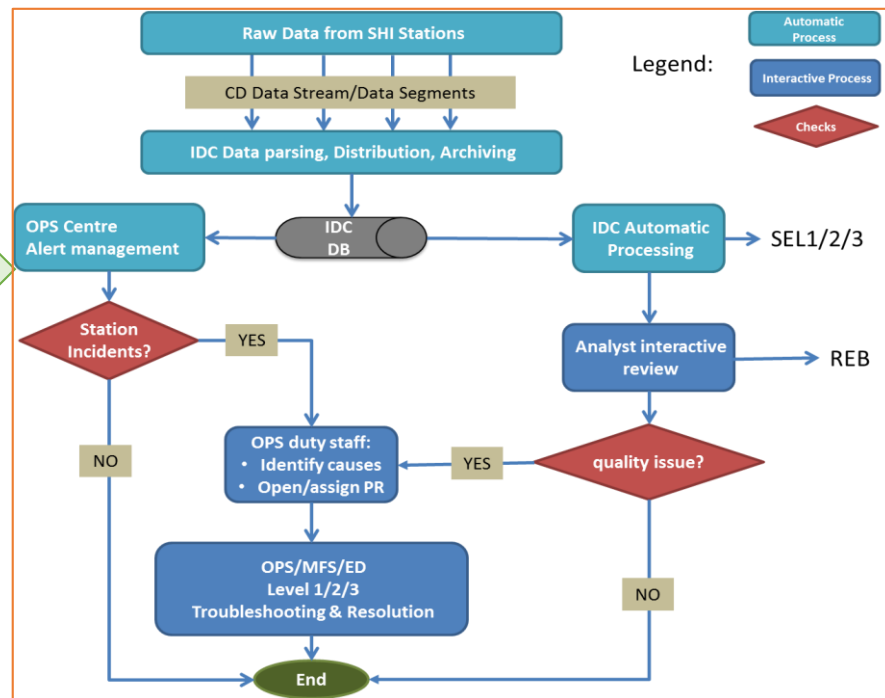 Raw Data from SHI Stations
Legend:
Automatic
Process
Interactive Process
Checks
CD Data Stream/Data Segments
IDC Data parsing, Distribution, Archiving
OPS Centre
Alert management
IDC
DB
IDC Automatic
Processing
SEL1/2/3
Station
Incidents?
YES
Analyst interactive
review
REB
NO
OPS duty staff:
• Identify causes
• Open/assign PR
YES
quality issue?
OPS/MFS/ED
Level 1/2/3
Troubleshooting & Resolution
NO
End